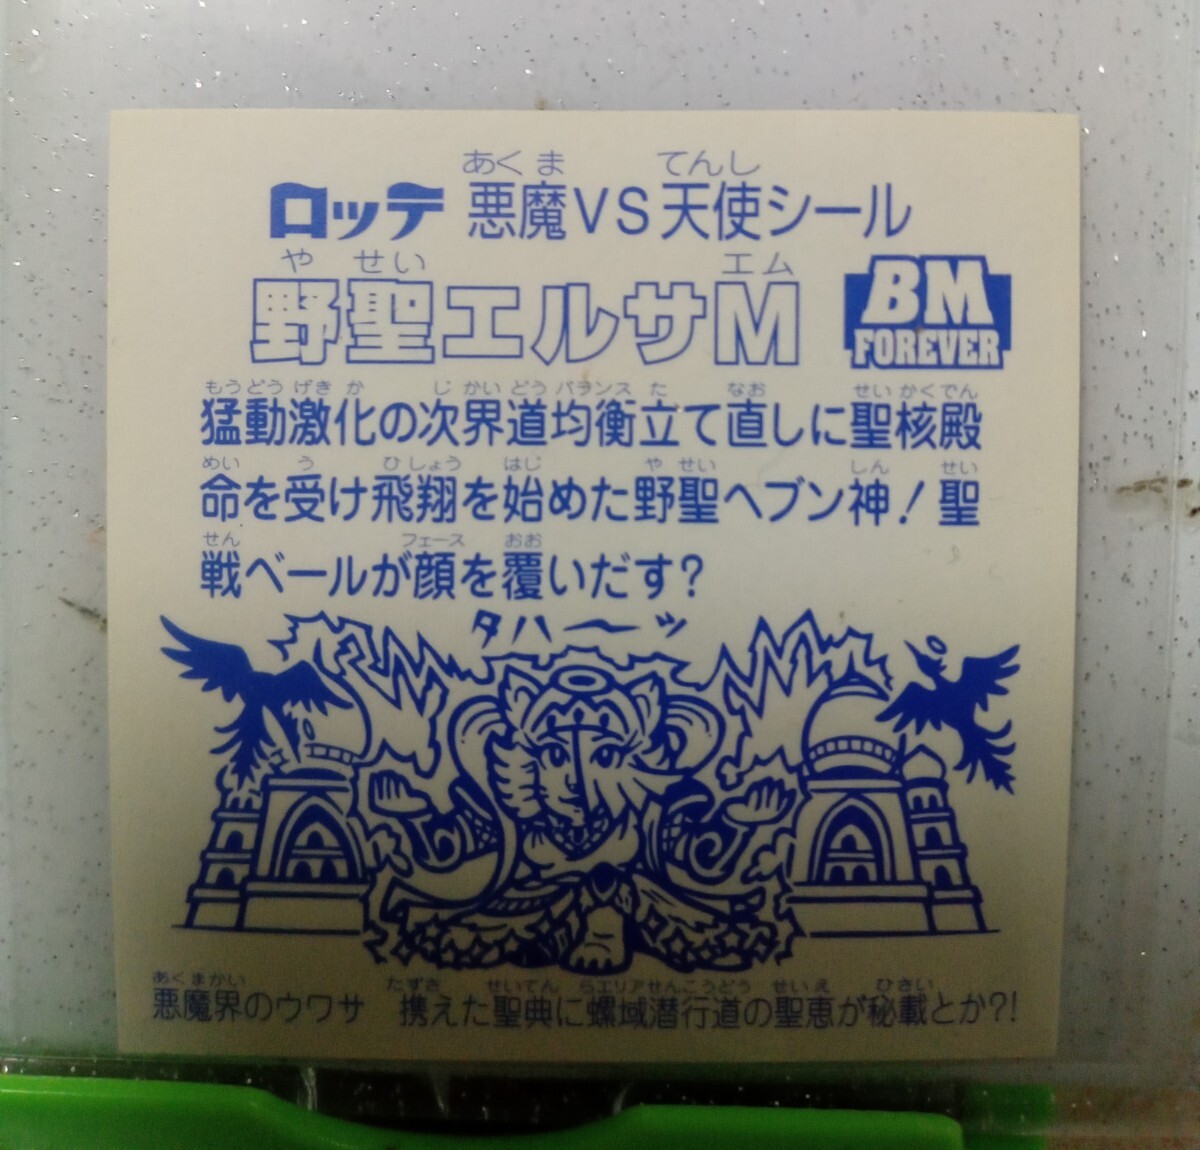 あくま てんし
ロッテ 悪魔VS天使シール
や せい エム
野聖エルサM
BM
FOREVER
もうどうげきか じかいどうバランスた なお せいかくでん
猛動激化の次界道均衡立て直しに聖核殿
めい う ひしょう はじ や せい しん せい
命を受け飛翔を始めた野聖ヘブン神!聖
せん フェース おお
戦ベールが顔を覆いだす?
タハーッ
あくまかい たずさ せいてん らエリアせんこうどう せいえ ひさい
悪魔界のウワサ 携えた聖典に螺域潜行道の聖恵が秘載とか?!